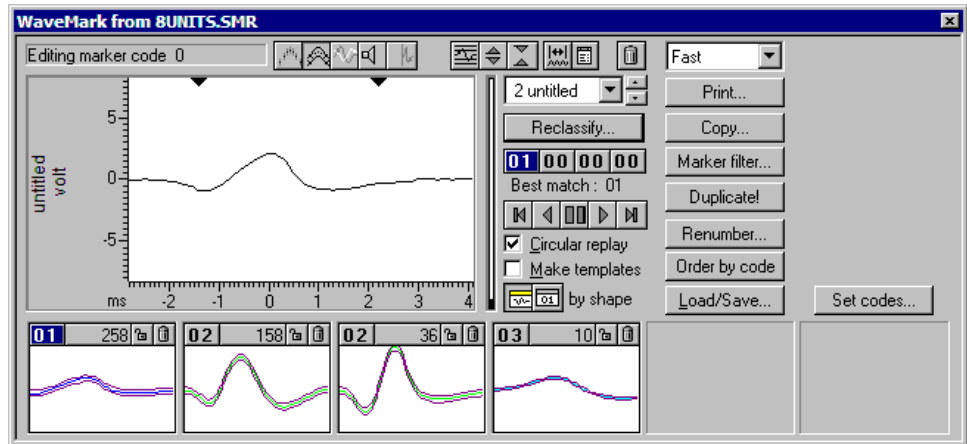 WaveMark from 8UNITS.SMR
Editing marker code 0
Fast
2 untitled
Print...
Reclassify...
Copy...
01 00 00 00
Marker filter...
Best match : 01
Duplicate!
Circular replay
Renumber...
Make templates
Order by code
01 by shape
Load/Save...
Set codes...
untitled
volt
5
0
-5
ms -2 -1 0 1 2 3 4
01 258
02 158
02 36
03 10